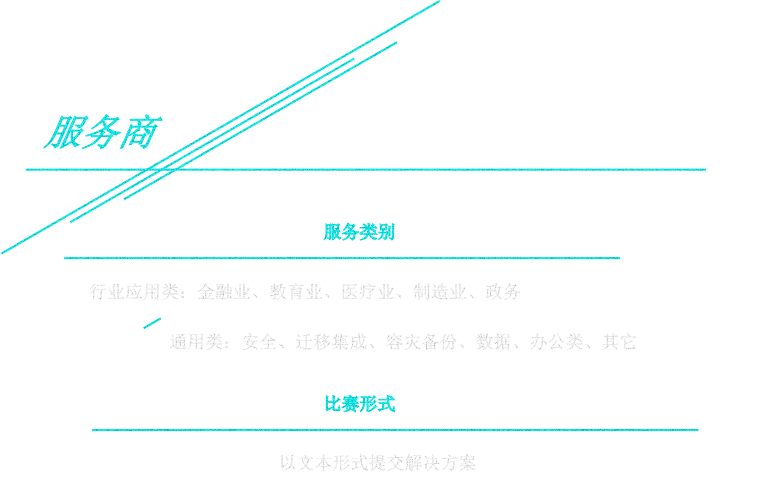 服务商
服务类别
行业应用类：金融业、教育业、医疗业、制造业、政务
通用类：安全、迁移集成、容灾备份、数据、办公类、其它
比赛形式
以文本形式提交解决方案